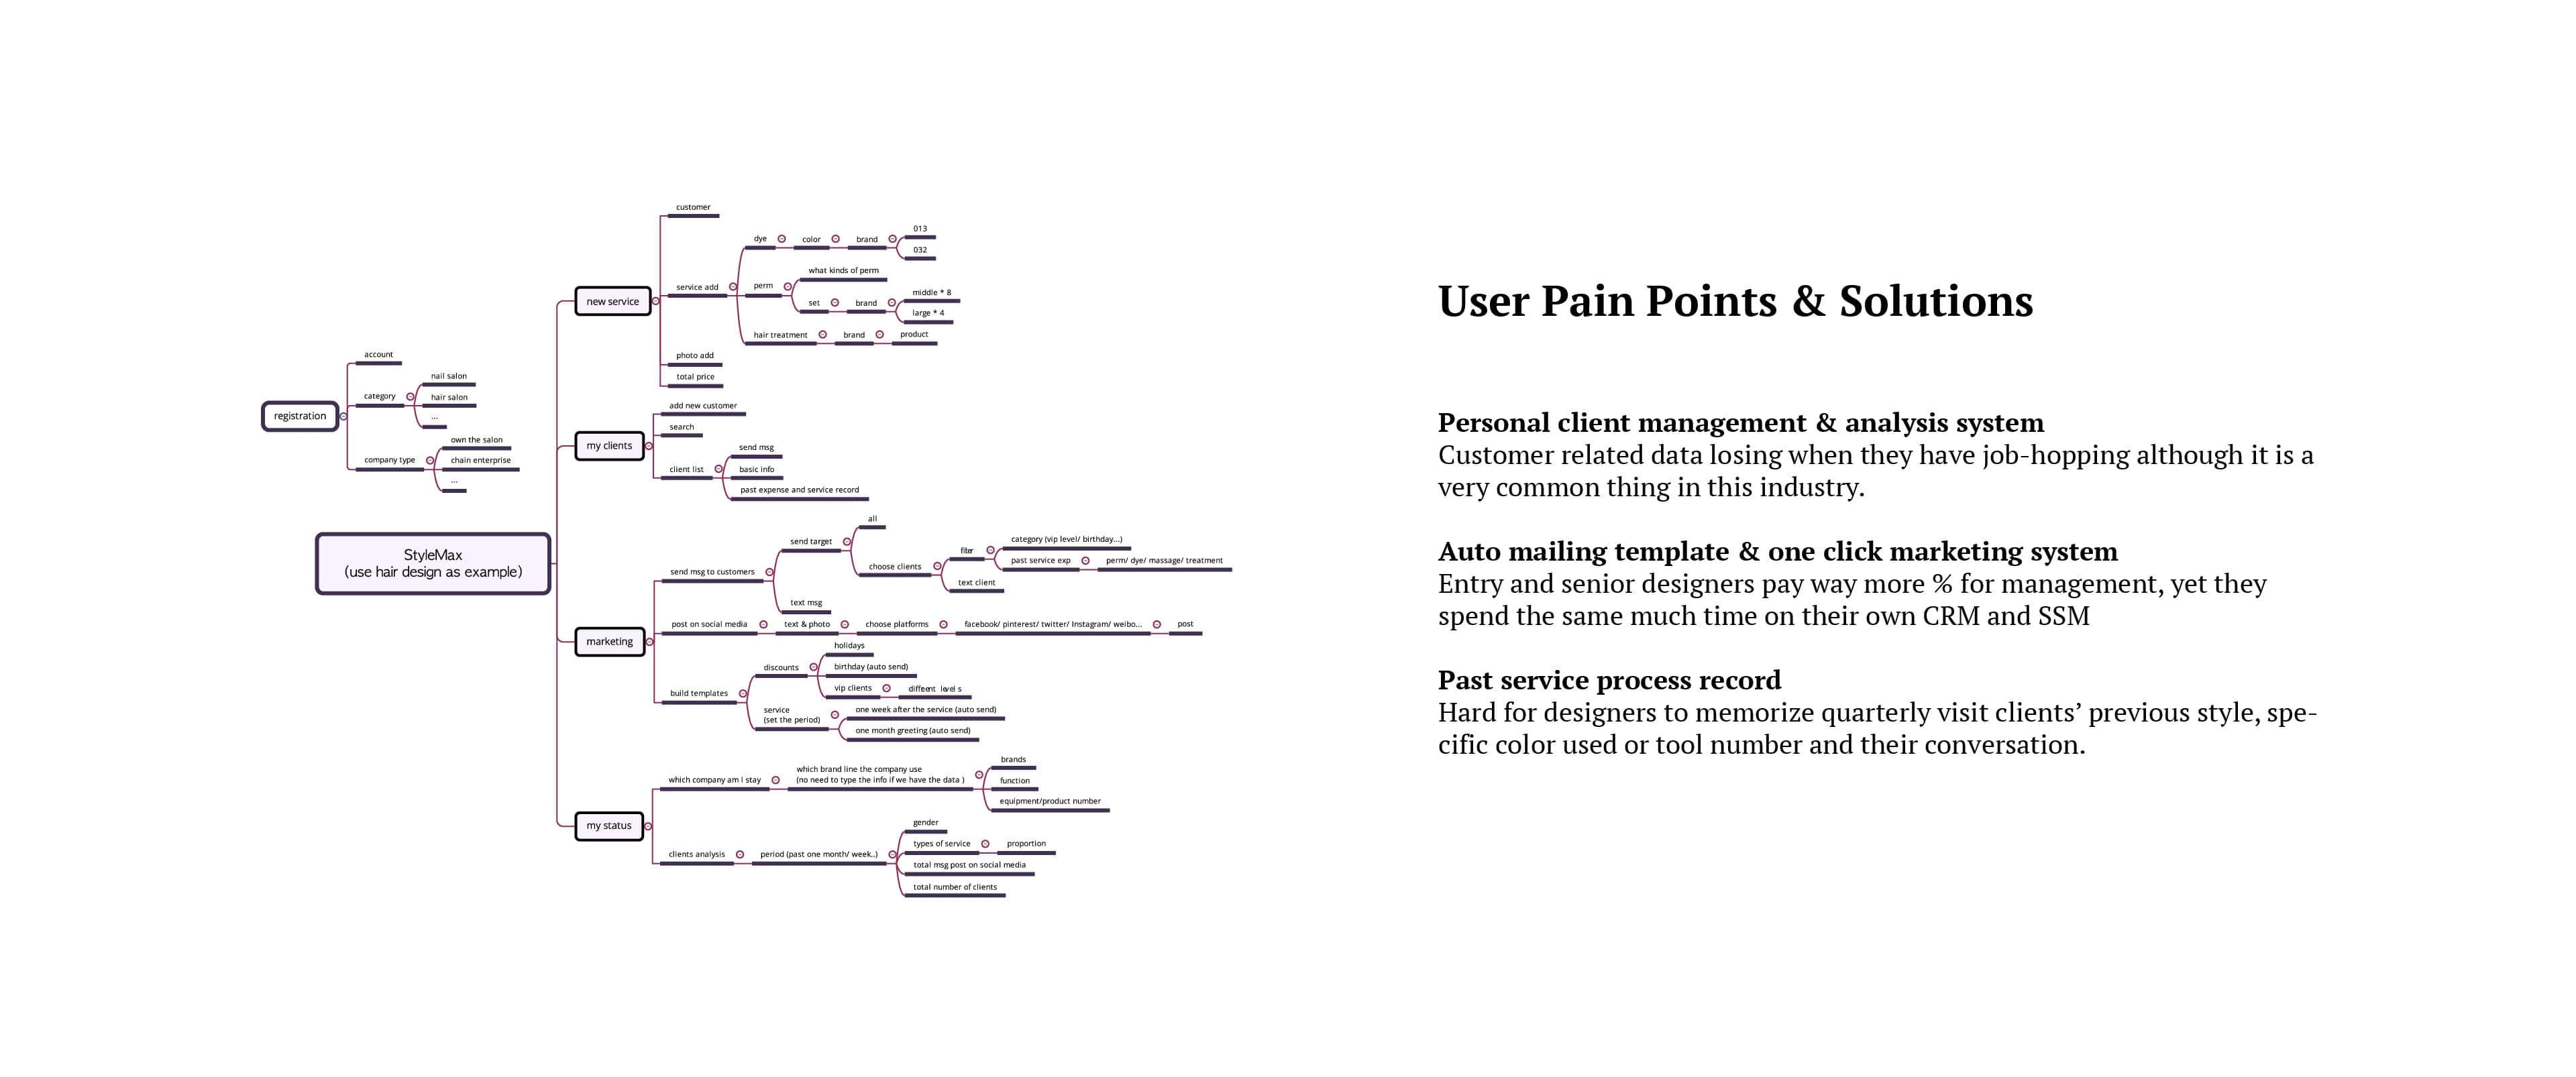 customer
dye
color
brand
013
032
service add
perm
what kinds of perm
set
brand
middle * 8
large * 4
hair treatment
brand
product
new service
photo add
total price
registration
account
category
nail salon
hair salon
...
company type
own the salon
chain enterprise
...
my clients
add new customer
search
client list
send msg
basic info
past expense and service record
StyleMax
(use hair design as example)
marketing
send msg to customers
send target
all
choose clients
fiter
category (vip level/ birthday...)
past service exp
perm/ dye/ massage/ treatment
text client
text msg
post on social media
text & photo
choose platforms
facebook/ pinterest/ twitter/ Instagram/ weibo...
post
build templates
discounts
holidays
birthday (auto send)
vip clients
diffeent levels
service
(set the period)
one week after the service (auto send)
one month greeting (auto send)
my status
which company am I stay
which brand line the company use
(no need to type the info if we have the data )
brands
function
equipment/product number
clients analysis
period (past one month/ week..)
gender
types of service
proportion
total msg post on social media
total number of clients
User Pain Points & Solutions
Personal client management & analysis system
Customer related data losing when they have job-hopping although it is a
very common thing in this industry.
Auto mailing template & one click marketing system
Entry and senior designers pay way more % for management, yet they
spend the same much time on their own CRM and SSM
Past service process record
Hard for designers to memorize quarterly visit clients’ previous style, spe-
cific color used or tool number and their conversation.